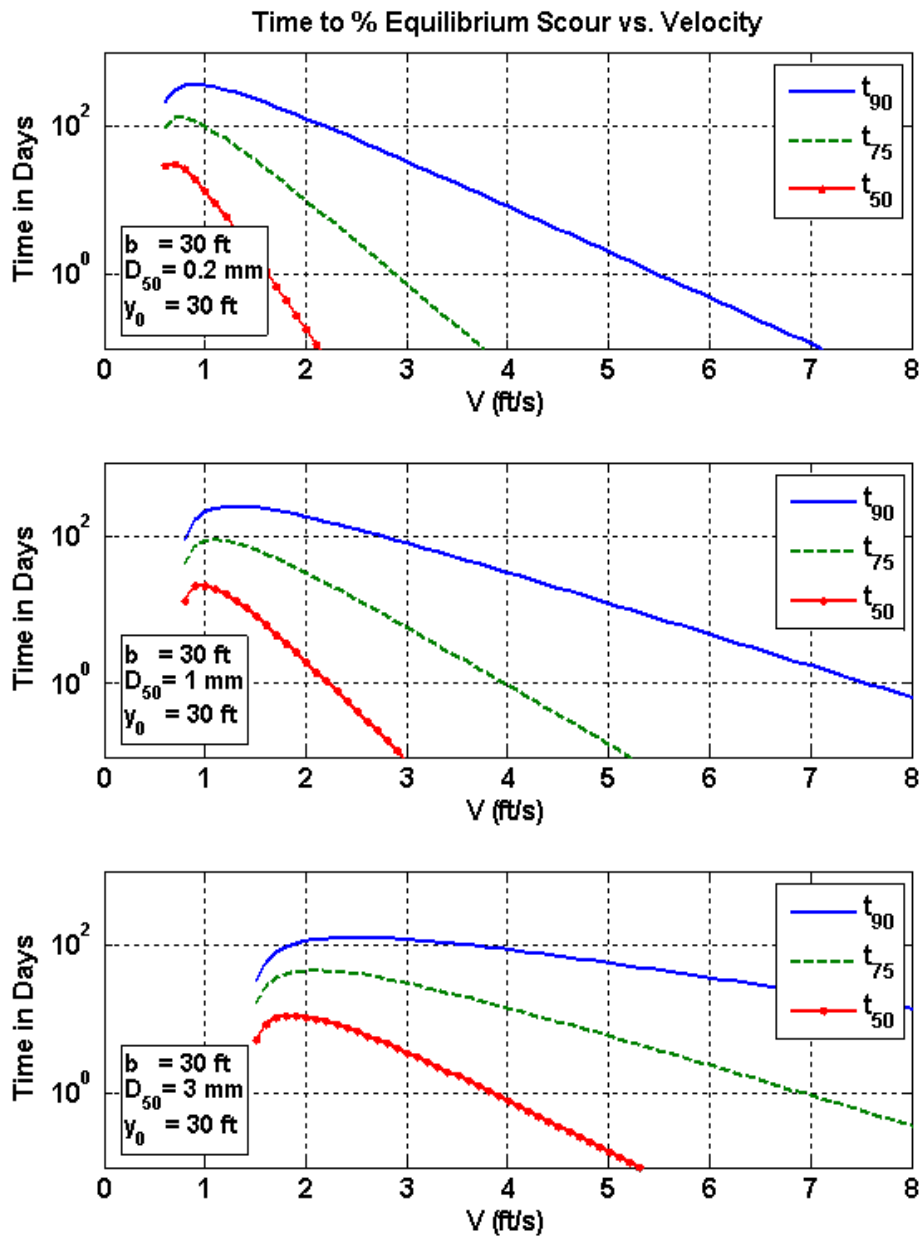 Time to % Equilibrium Scour vs. Velocity
Time in Days
10^2
10^0
t_90
t_75
t_50
b = 30 ft
D_50 = 0.2 mm
y_0 = 30 ft
0 1 2 3 4 5 6 7 8
V (ft/s)
Time in Days
10^2
10^0
t_90
t_75
t_50
b = 30 ft
D_50 = 1 mm
y_0 = 30 ft
0 1 2 3 4 5 6 7 8
V (ft/s)
Time in Days
10^2
10^0
t_90
t_75
t_50
b = 30 ft
D_50 = 3 mm
y_0 = 30 ft
0 1 2 3 4 5 6 7 8
V (ft/s)